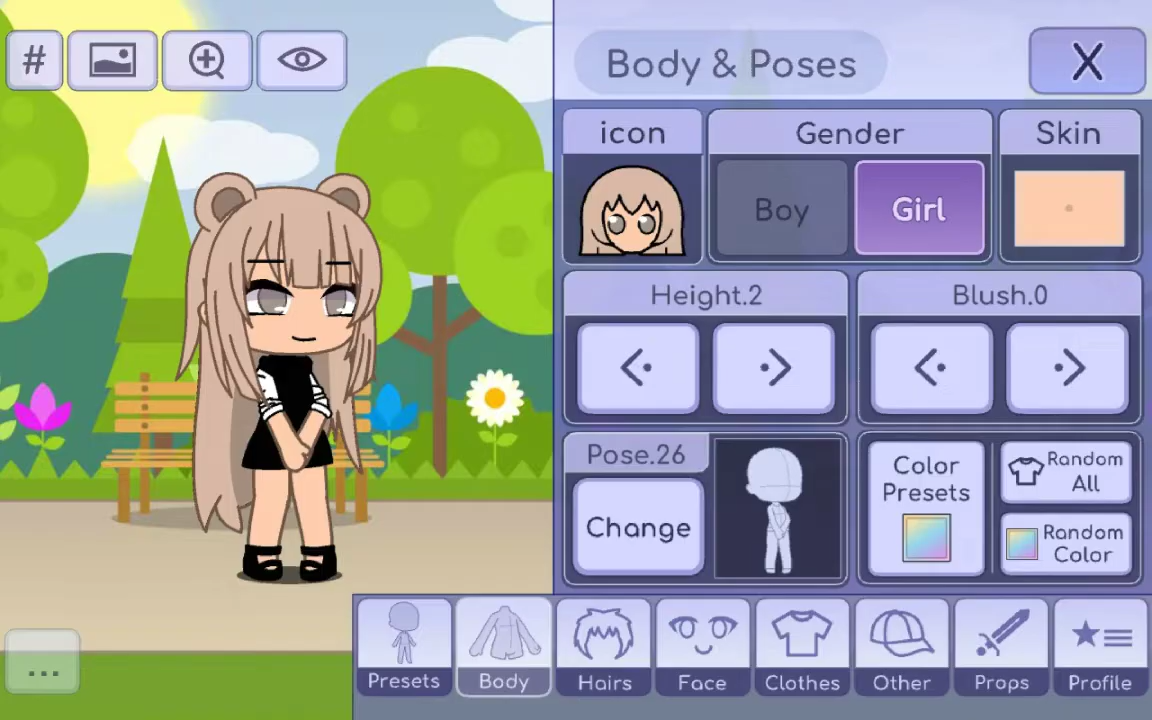 #
Body & Poses
X
icon
Gender
Skin
Boy
Girl
Height.2
Blush.0
Pose.26
Change
Color
Presets
Random
All
Random
Color
...
Presets
Body
Hairs
Face
Clothes
Other
Props
Profile